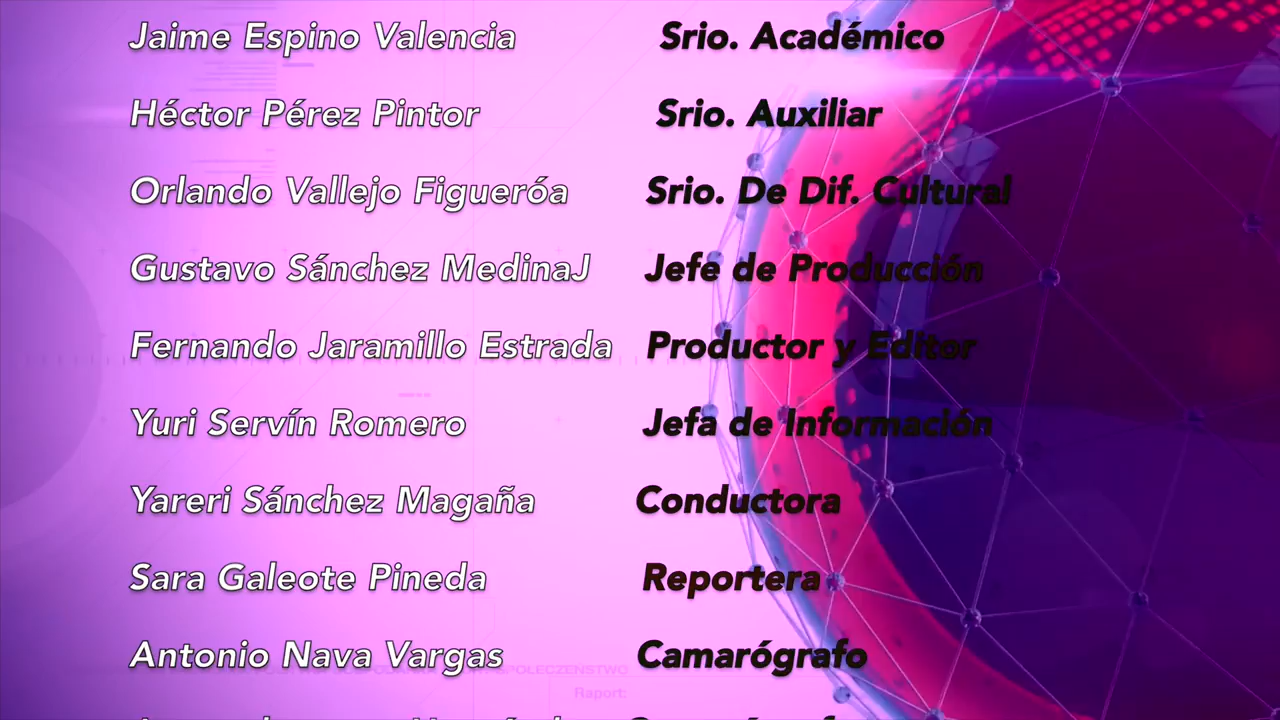 Jaime Espino Valencia Srio. Académico
Héctor Pérez Pintor Srio. Auxiliar
Orlando Vallejo Figueróa Srio. De Dif. Cultural
Gustavo Sánchez MedinaJ Jefe de Producción
Fernando Jaramillo Estrada Productor y Editor
Yuri Servín Romero Jefa de Información
Yareri Sánchez Magaña Conductora
Sara Galeote Pineda Reportera
Antonio Nava Vargas Camarógrafo
Raport: